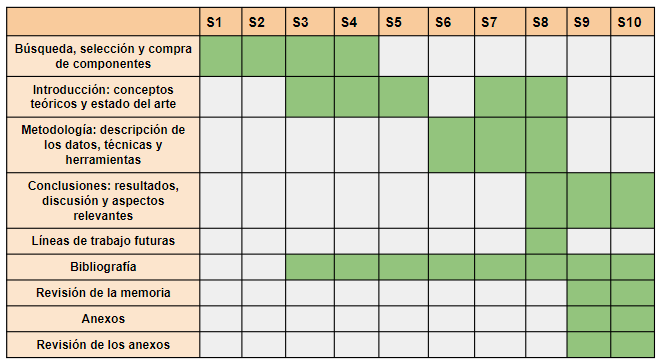 S1 S2 S3 S4 S5 S6 S7 S8 S9 S10
Búsqueda, selección y compra
de componentes
Introducción: conceptos
teóricos y estado del arte
Metodología: descripción de
los datos, técnicas y
herramientas
Conclusiones: resultados,
discusión y aspectos
relevantes
Líneas de trabajo futuras
Bibliografía
Revisión de la memoria
Anexos
Revisión de los anexos